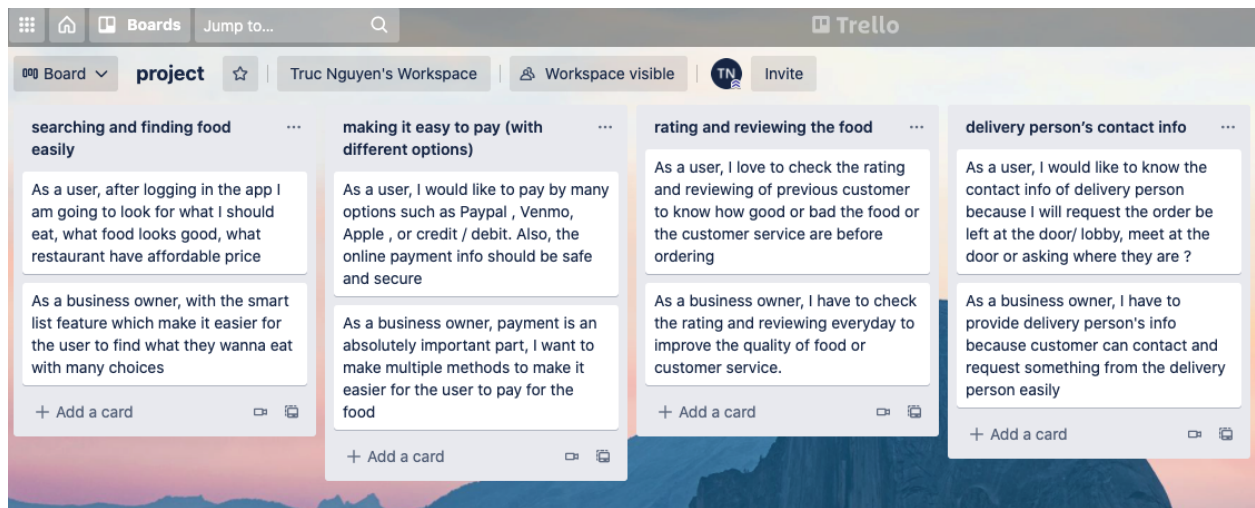 Boards
Jump to...
Trello
Board
project
Truc Nguyen's Workspace
Workspace visible
TN
Invite
searching and finding food
easily
As a user, after logging in the app I
am going to look for what I should
eat, what food looks good, what
restaurant have affordable price
As a business owner, with the smart
list feature which make it easier for
the user to find what they wanna eat
with many choices
+ Add a card
making it easy to pay (with
different options)
As a user, I would like to pay by many
options such as Paypal , Venmo,
Apple , or credit / debit. Also, the
online payment info should be safe
and secure
As a business owner, payment is an
absolutely important part, I want to
make multiple methods to make it
easier for the user to pay for the
food
+ Add a card
rating and reviewing the food
As a user, I love to check the rating
and reviewing of previous customer
to know how good or bad the food or
the customer service are before
ordering
As a business owner, I have to check
the rating and reviewing everyday to
improve the quality of food or
customer service.
+ Add a card
delivery person's contact info
As a user, I would like to know the
contact info of delivery person
because I will request the order be
left at the door/ lobby, meet at the
door or asking where they are ?
As a business owner, I have to
provide delivery person's info
because customer can contact and
request something from the delivery
person easily
+ Add a card